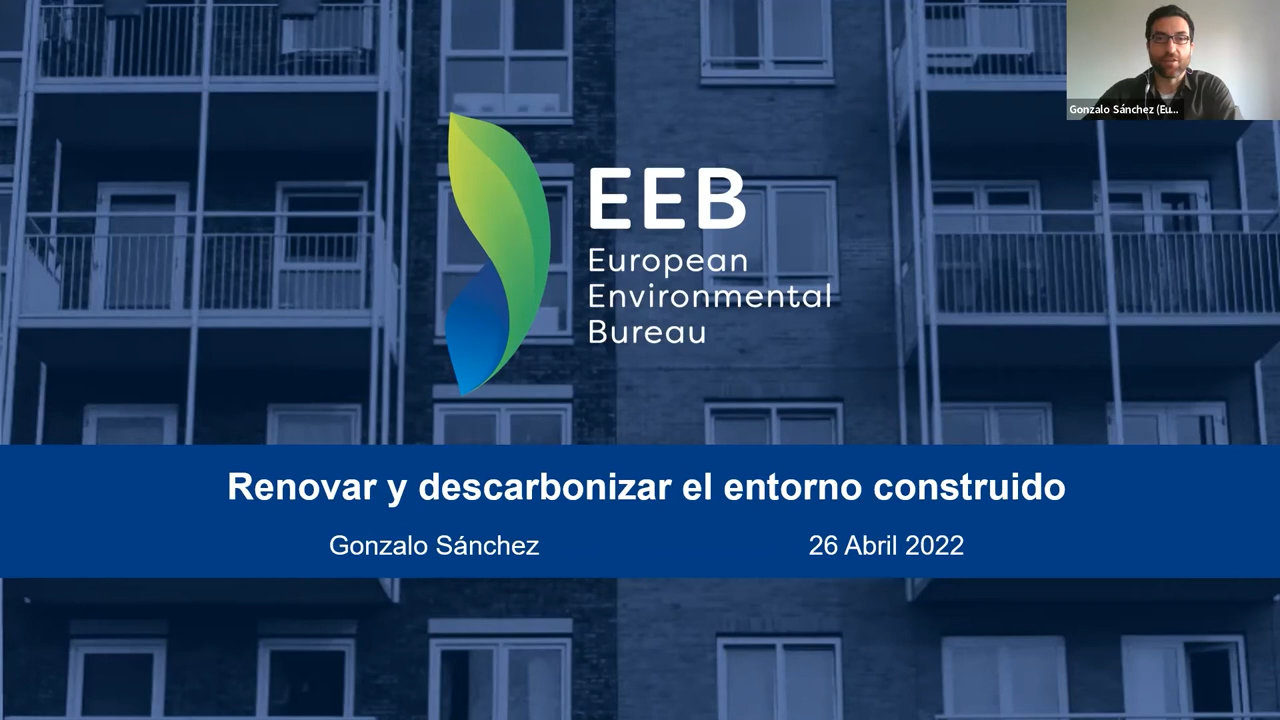 Gonzalo Sánchez (Eu...
EEB
European
Environmental
Bureau
Renovar y descarbonizar el entorno construido
Gonzalo Sánchez
26 Abril 2022